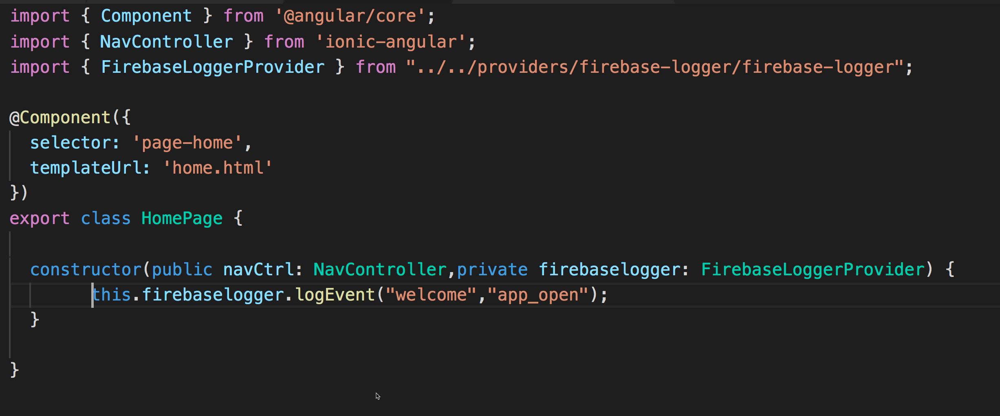 import { Component } from '@angular/core';
import { NavController } from 'ionic-angular';
import { FirebaseLoggerProvider } from "../../providers/firebase-logger/firebase-logger";
@Component({
  selector: 'page-home',
  templateUrl: 'home.html'
})
export class HomePage {
  constructor(public navCtrl: NavController,private firebaselogger: FirebaseLoggerProvider) {
        this.firebaselogger.logEvent("welcome","app_open");
  }
}